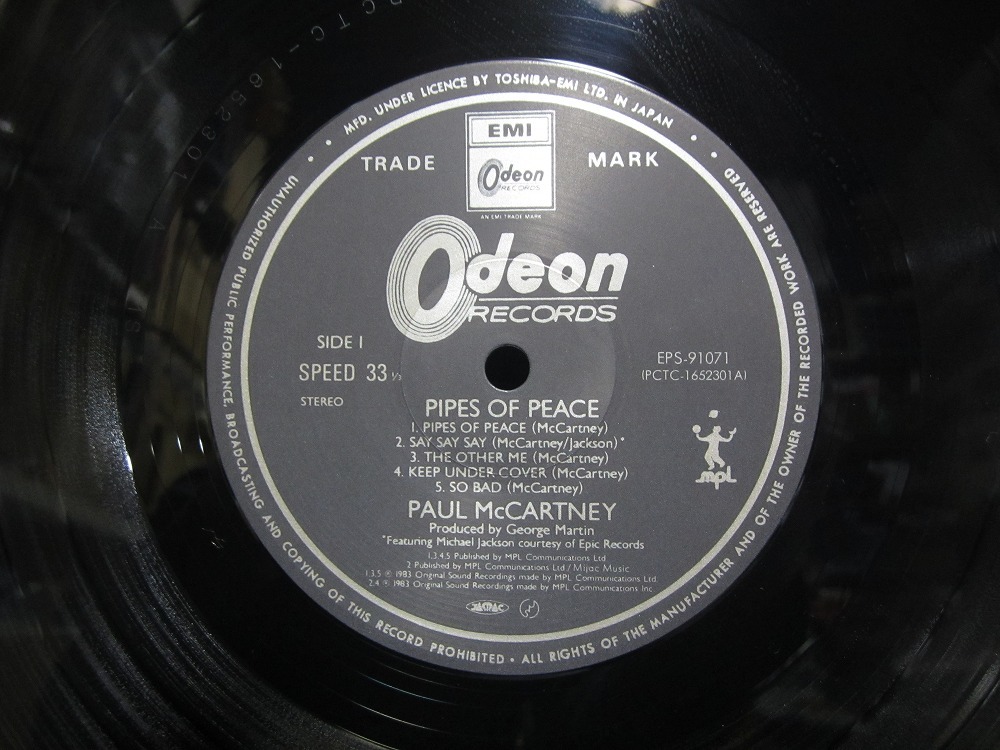 PCTC-1652301 A
MFD. UNDER LICENCE BY TOSHIBA-EMI LTD. IN JAPAN
UNAUTHORIZED PUBLIC PERFORMANCE, BROADCASTING AND COPYING OF THIS RECORD PROHIBITED • ALL RIGHTS OF THE MANUFACTURER AND OF THE OWNER OF THE RECORDED WORK ARE RESERVED
TRADE MARK
EMI
Odeon
RECORDS
AN EMI TRADE MARK
Odeon
RECORDS
SIDE 1
SPEED 33 1/3
STEREO
EPS-91071
(PCTC-1652301A)
PIPES OF PEACE
1. PIPES OF PEACE (McCartney)
2. SAY SAY SAY (McCartney/Jackson)*
3. THE OTHER ME (McCartney)
4. KEEP UNDER COVER (McCartney)
5. SO BAD (McCartney)
mpl
PAUL McCARTNEY
Produced by George Martin
*Featuring Michael Jackson courtesy of Epic Records
1.3.4.5 Published by MPL Communications Ltd
2 Published by MPL Communications Ltd/Mijac Music
1.3.5 ℗ 1983 Original Sound Recordings made by MPL Communications Ltd.
2.4 ℗ 1983 Original Sound Recordings made by MPL Communications Inc
JASRAC